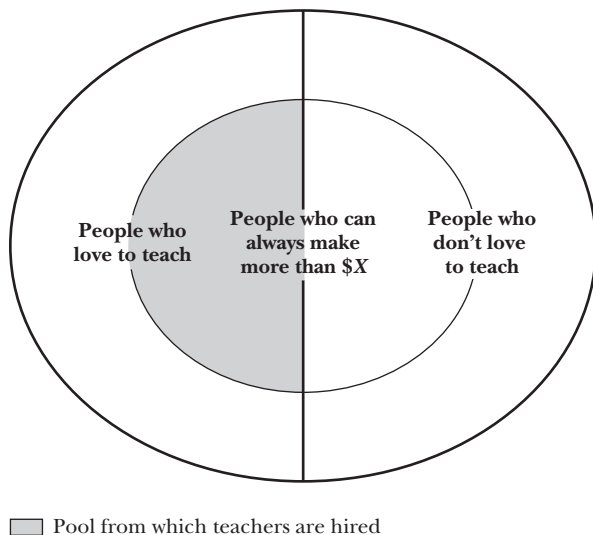 People who
love to teach
People who can
always make
more than $X
People who
don't love
to teach
Pool from which teachers are hired